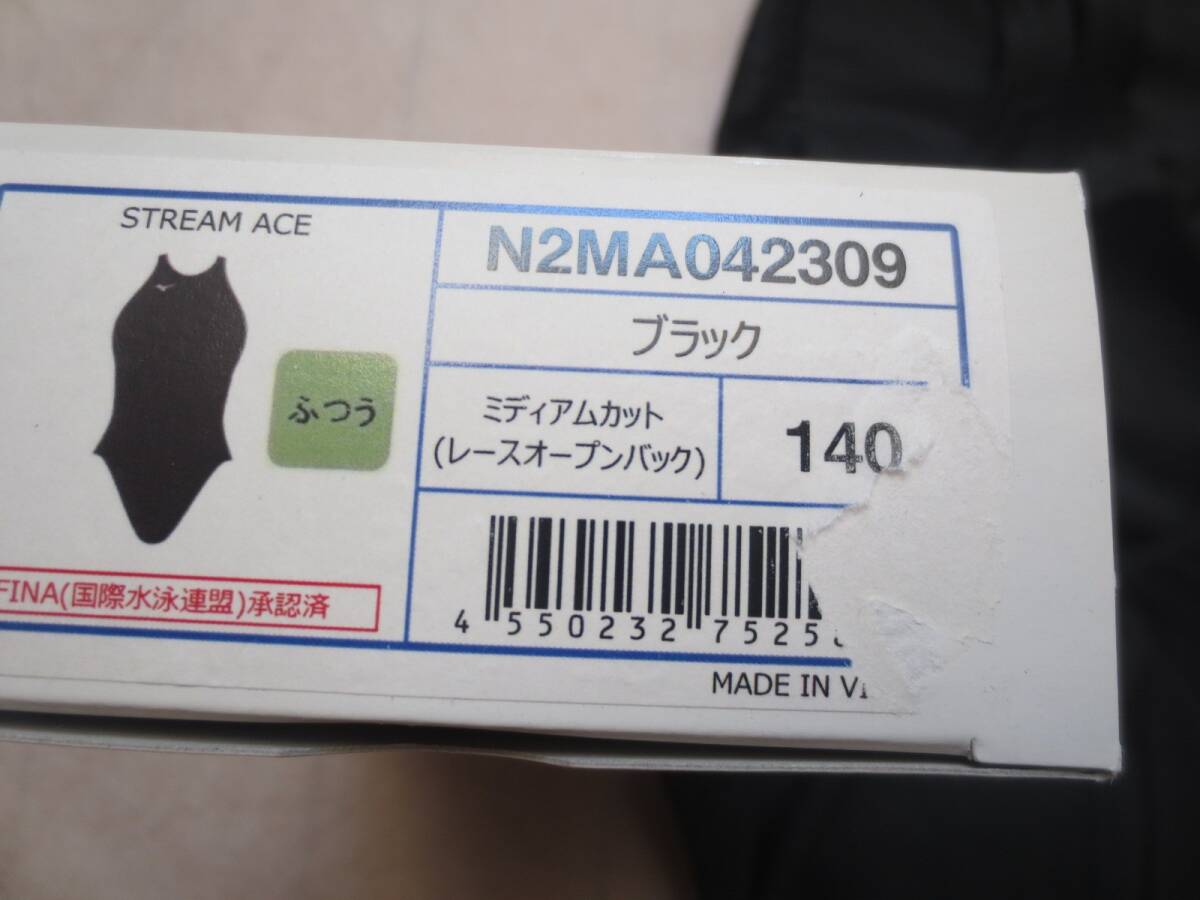 STREAM ACE
ふつう
FINA(国際水泳連盟)承認済
N2MA042309
ブラック
ミディアムカット
(レースオープンバック)
140
4 550232 7525
MADE IN